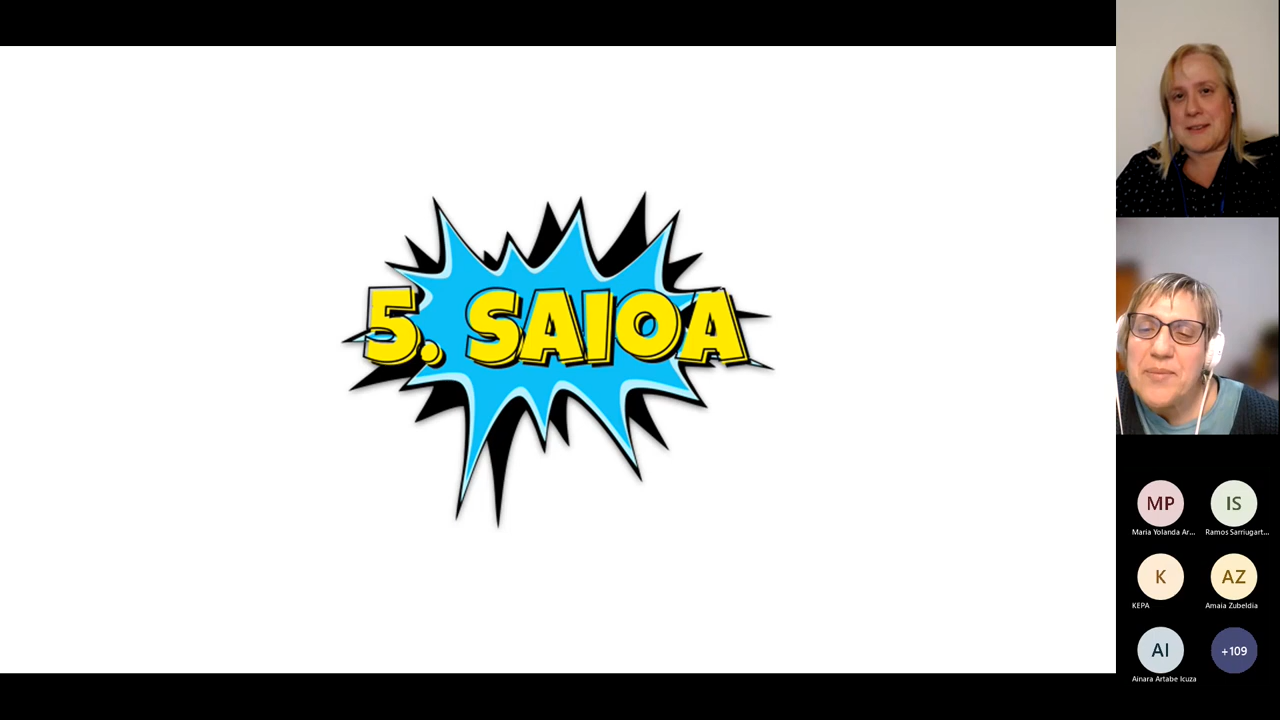 5. SAIOA
MP
IS
Maria Yolanda Ar...
Ramos Sarriugart...
K
AZ
KEPA
Amaia Zubeldia
AI
+109
Ainara Artabe Icuza